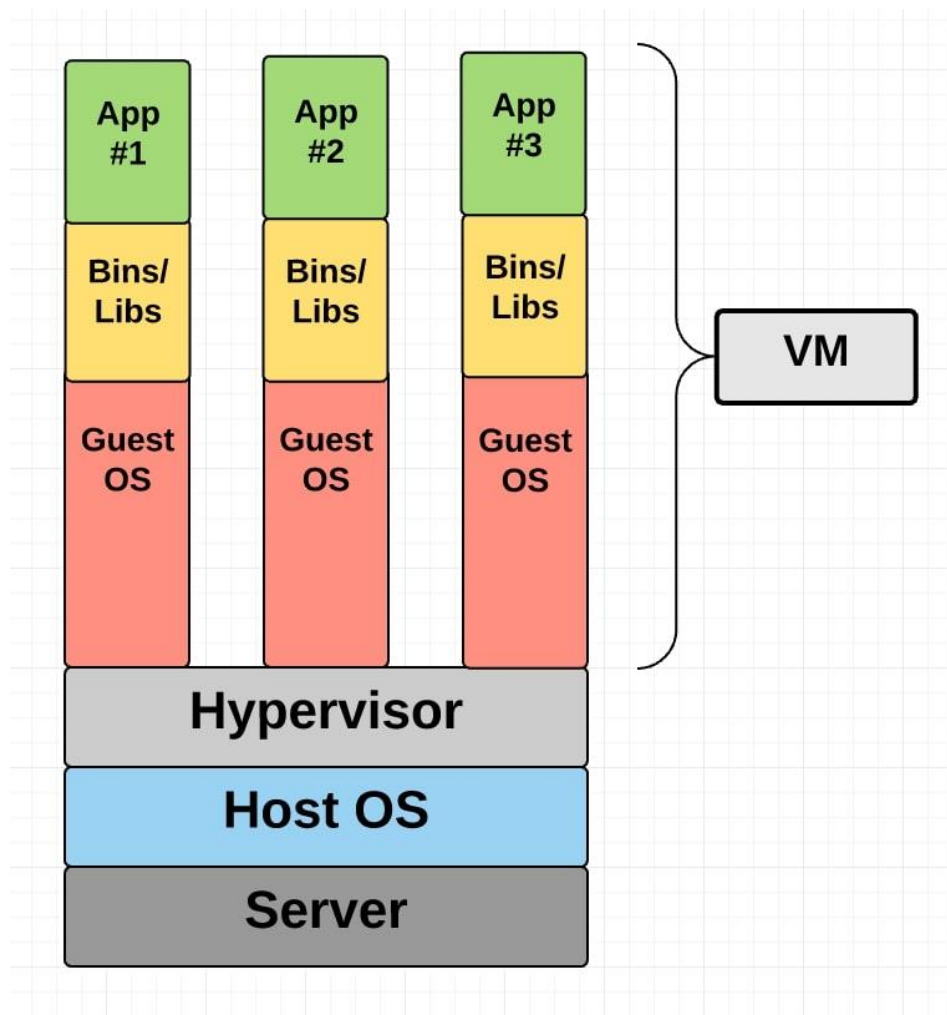 App
#1
App
#2
App
#3
Bins/
Libs
Bins/
Libs
Bins/
Libs
Guest
OS
Guest
OS
Guest
OS
VM
Hypervisor
Host OS
Server